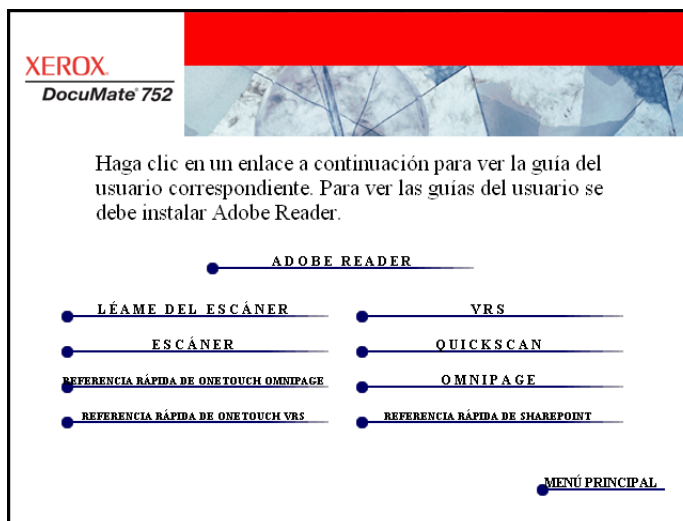 XEROX.
DocuMate® 752
Haga clic en un enlace a continuación para ver la guía del
usuario correspondiente. Para ver las guías del usuario se
debe instalar Adobe Reader.
ADOBE READER
LÉAME DEL ESCÁNER
VRS
ESCÁNER
QUICKSCAN
REFERENCIA RÁPIDA DE ONETOUCH OMNIPAGE
OMNIPAGE
REFERENCIA RÁPIDA DE ONETOUCH VRS
REFERENCIA RÁPIDA DE SHAREPOINT
MENÚ PRINCIPAL